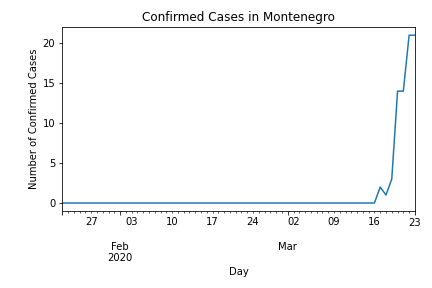 Confirmed Cases in Montenegro
Number of Confirmed Cases
20
15
10
5
0
27 03 10 17 24 02 09 16 23
Feb Mar
2020
Day